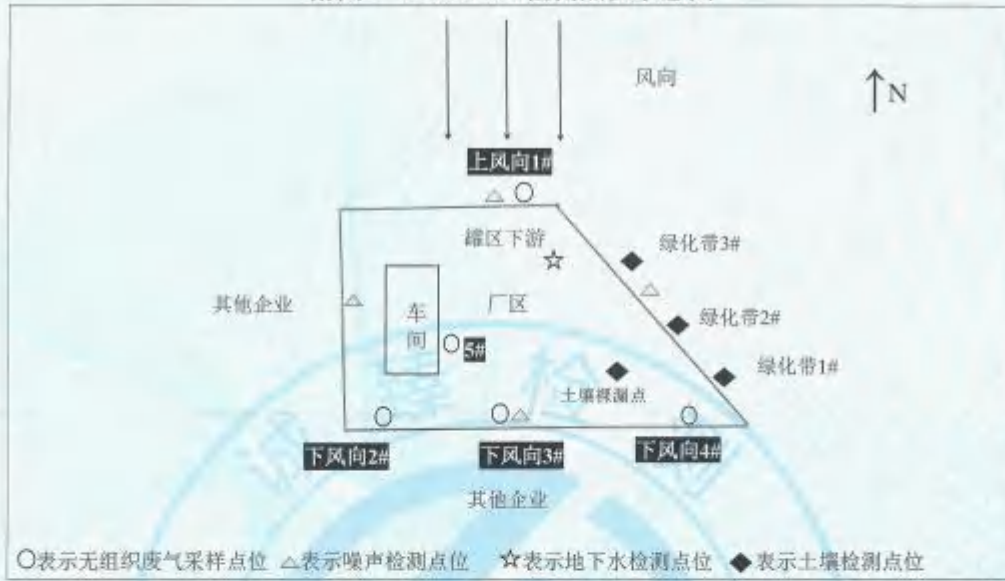 风向
N
上风向1#
罐区下游
绿化带3#
其他企业
厂区
车间
绿化带2#
5#
绿化带1#
土壤裸漏点
下风向2#
下风向3#
下风向4#
其他企业
○表示无组织废气采样点位 △表示噪声检测点位 ☆表示地下水检测点位 ◆表示土壤检测点位